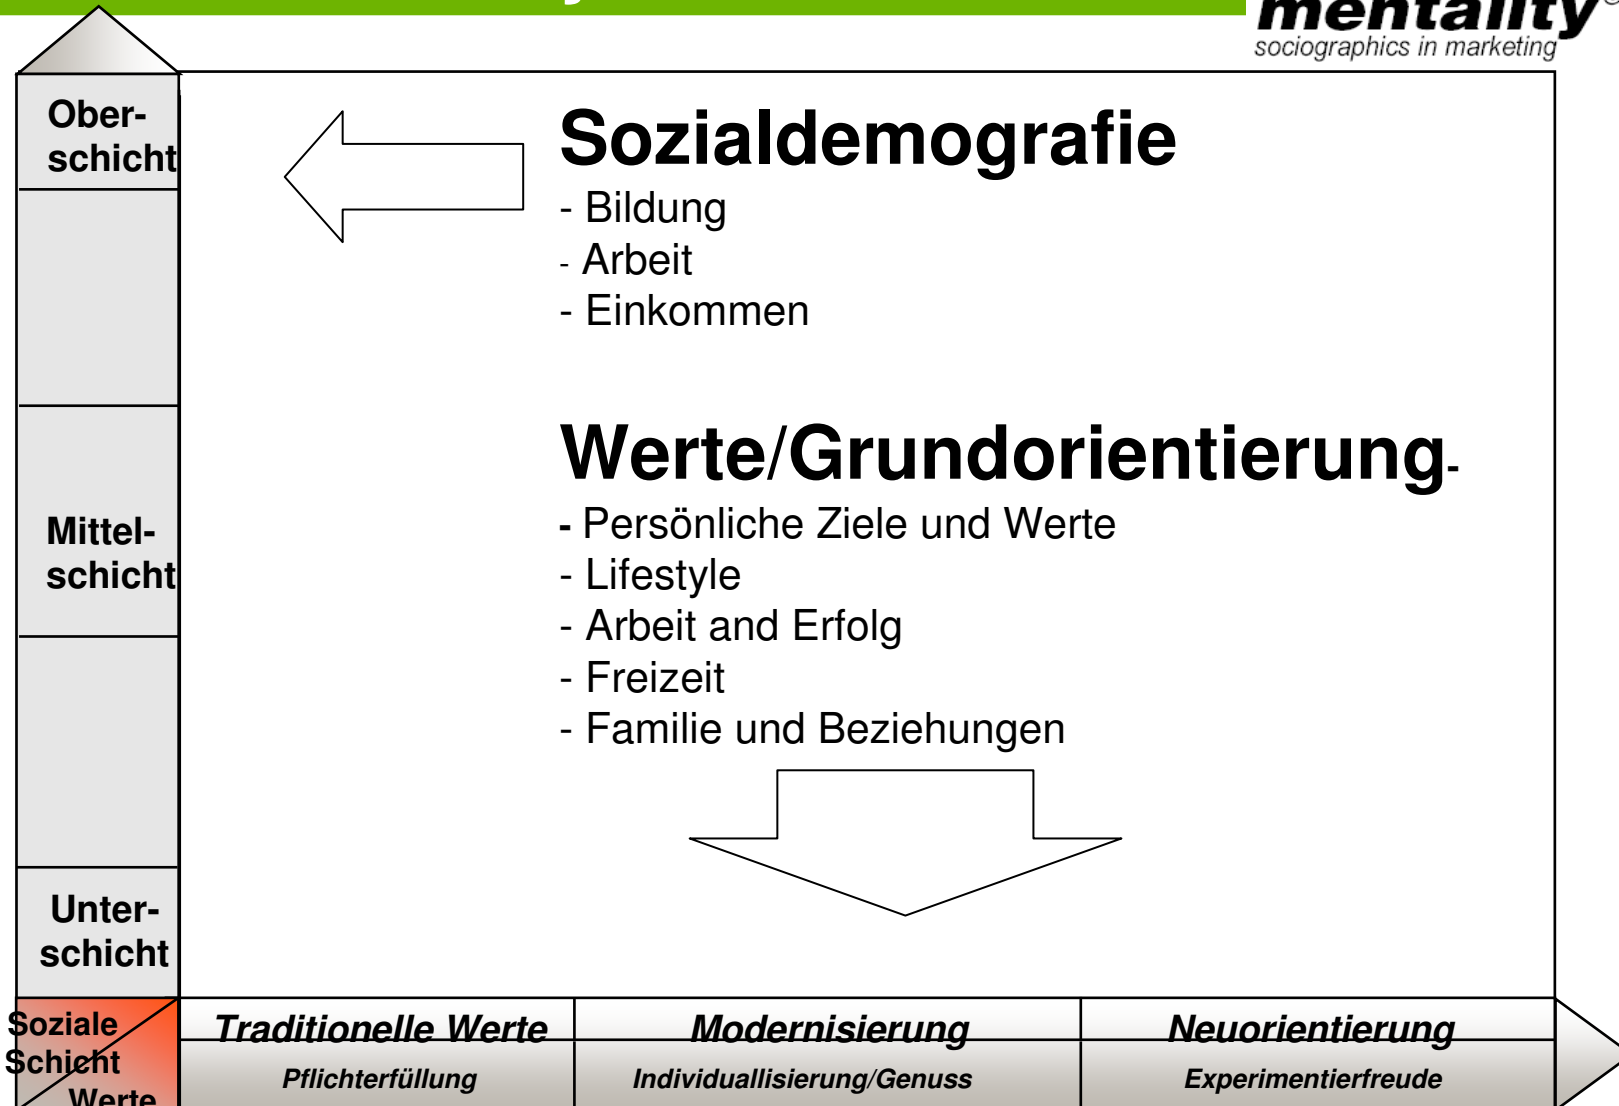 mentality
sociographics in marketing
Ober-
schicht
Sozialdemografie
- Bildung
- Arbeit
- Einkommen
Werte/Grundorientierung-
- Persönliche Ziele und Werte
- Lifestyle
- Arbeit and Erfolg
- Freizeit
- Familie und Beziehungen
Mittel-
schicht
Unter-
schicht
Soziale
Schicht
Werte
Traditionelle Werte
Modernisierung
Neuorientierung
Pflichterfüllung
Individuallisierung/Genuss
Experimentierfreude